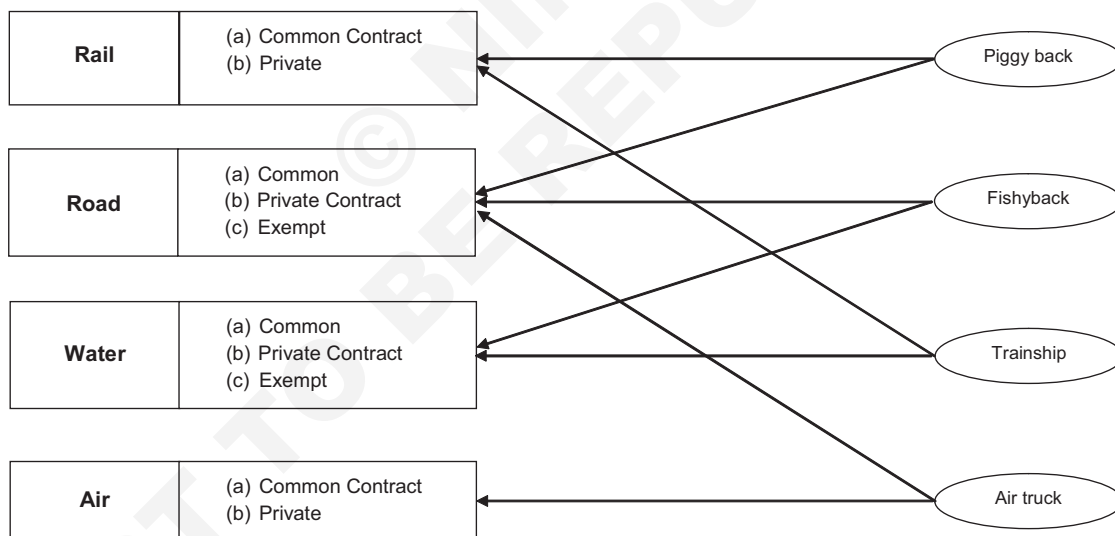 Rail
(a) Common Contract
(b) Private
Piggy back
Road
(a) Common
(b) Private Contract
(c) Exempt
Fishyback
Water
(a) Common
(b) Private Contract
(c) Exempt
Trainship
Air
(a) Common Contract
(b) Private
Air truck